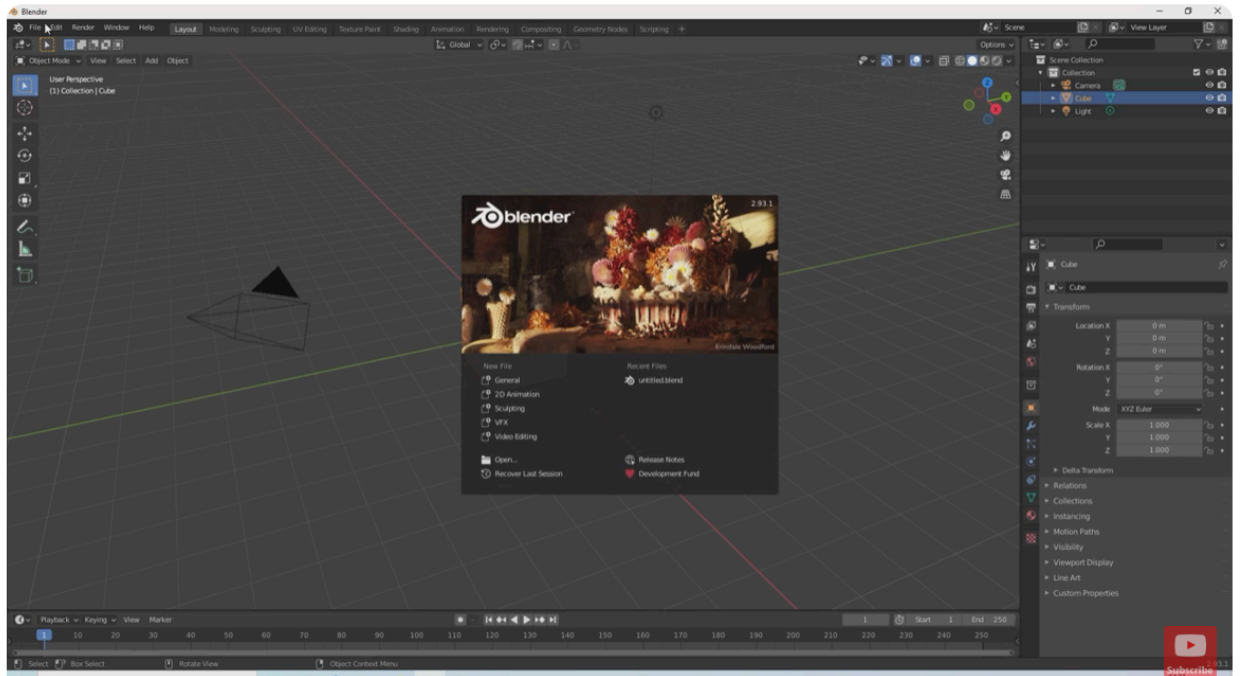 Blender
File Edit Render Window Help Layout Modeling Sculpting UV Editing Texture Paint Shading Animation Rendering Compositing Geometry Nodes Scripting + Scene View Layer
Global Options
Object Mode View Select Add Object
User Perspective
(1) Collection | Cube
Scene Collection
Collection
Camera
Cube
Light
Z
Y
X
blender
2.93.1
Erindale Woodford
New File
General
2D Animation
Sculpting
VFX
Video Editing
Open...
Recover Last Session
Recent Files
untitled.blend
Release Notes
Development Fund
Cube
Cube
Transform
Location X 0 m
Y 0 m
Z 0 m
Rotation X 0°
Y 0°
Z 0°
Mode XYZ Euler
Scale X 1.000
Y 1.000
Z 1.000
Delta Transform
Relations
Collections
Instancing
Motion Paths
Visibility
Viewport Display
Line Art
Custom Properties
Playback Keying View Marker 1 Start 1 End 250
1 10 20 30 40 50 60 70 80 90 100 110 120 130 140 150 160 170 180 190 200 210 220 230 240 250
Select Box Select Rotate View Object Context Menu
Subscribe